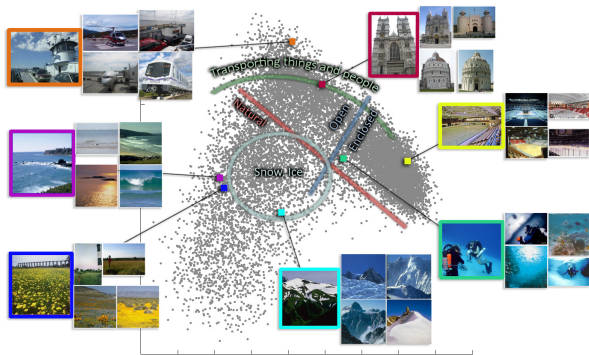 Transporting things and people
Natural
Open
Enclosed
Snow, Ice